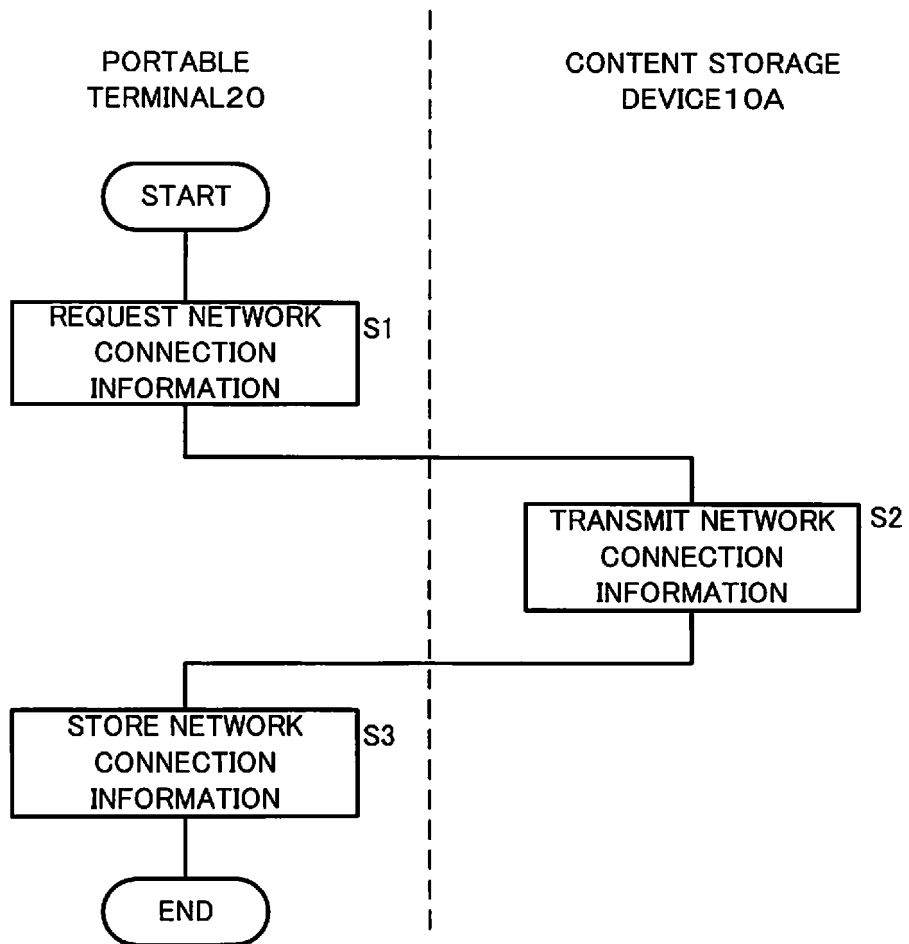 PORTABLE
TERMINAL20
CONTENT STORAGE
DEVICE10A
START
REQUEST NETWORK
CONNECTION
INFORMATION
S1
TRANSMIT NETWORK
CONNECTION
INFORMATION
S2
STORE NETWORK
CONNECTION
INFORMATION
S3
END